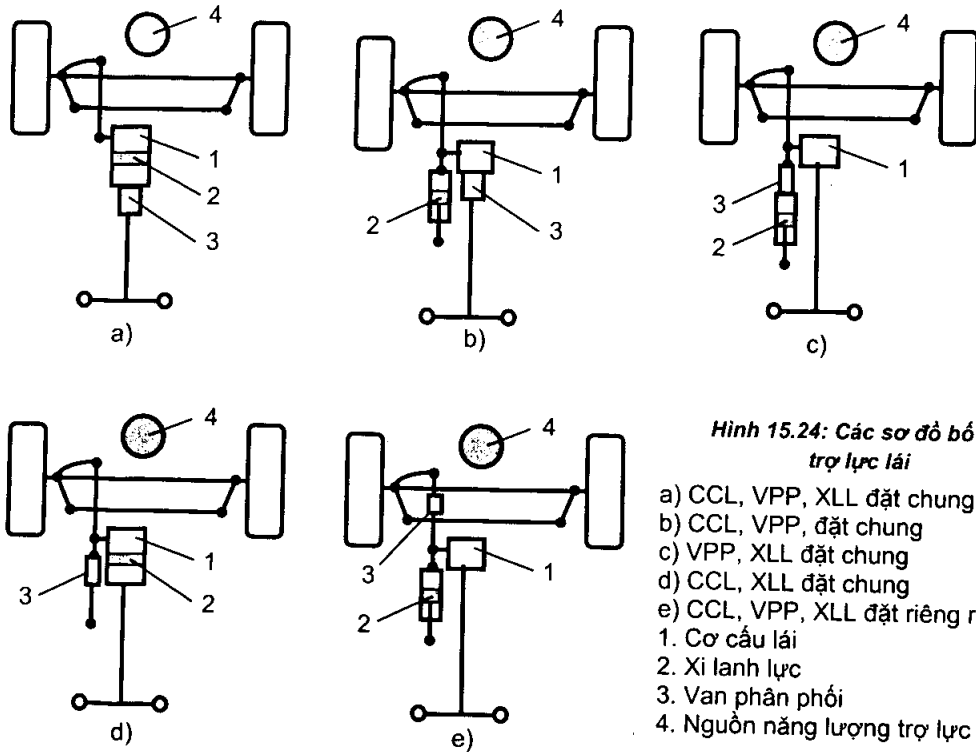 4
1
2
3
a)
4
1
2
3
b)
4
1
3
2
c)
4
1
3
2
d)
4
3
1
2
e)
Hình 15.24: Các sơ đồ bố
trợ lực lái
a) CCL, VPP, XLL đặt chung
b) CCL, VPP, đặt chung
c) VPP, XLL đặt chung
d) CCL, XLL đặt chung
e) CCL, VPP, XLL đặt riêng r
1. Cơ cấu lái
2. Xi lanh lực
3. Van phân phối
4. Nguồn năng lượng trợ lực